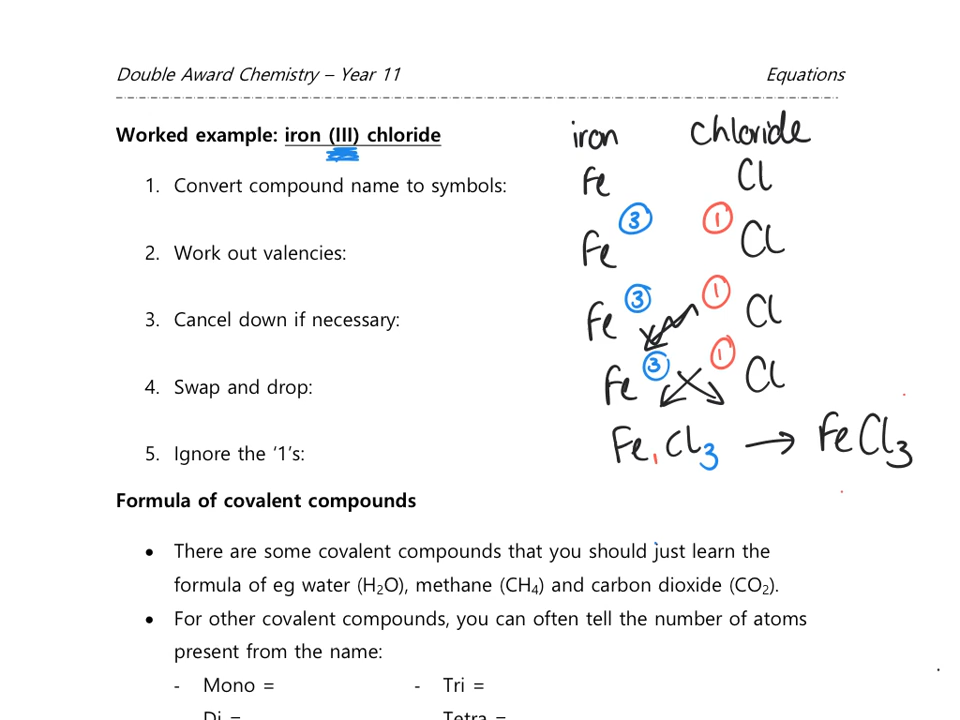 Double Award Chemistry – Year 11 Equations
Worked example: iron (III) chloride
iron chloride
1. Convert compound name to symbols: Fe Cl
2. Work out valencies: Fe 3 1 Cl
3. Cancel down if necessary: Fe 3 1 Cl
4. Swap and drop: Fe 3 1 Cl
5. Ignore the '1's: Fe₁Cl₃ → FeCl₃
Formula of covalent compounds
• There are some covalent compounds that you should just learn the
formula of eg water (H₂O), methane (CH₄) and carbon dioxide (CO₂).
• For other covalent compounds, you can often tell the number of atoms
present from the name:
- Mono = - Tri =
Di = Tetra =